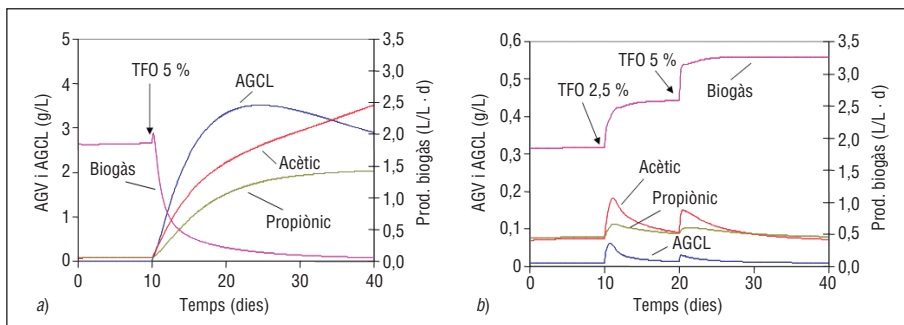 5
4
3
2
1
0
AGV i AGCL (g/L)
TFO 5 %
AGCL
Biogàs
Acètic
Propiònic
3,5
3,0
2,5
2,0
1,5
1,0
0,5
0,0
Prod. biogàs (L/L · d)
0 10 20 30 40
Temps (dies)
a)
0,6
0,5
0,4
0,3
0,2
0,1
0
AGV i AGCL (g/L)
TFO 2,5 %
TFO 5 %
Biogàs
Acètic
Propiònic
AGCL
3,5
3,0
2,5
2,0
1,5
1,0
0,5
0,0
Prod. biogàs (L/L · d)
0 10 20 30 40
Temps (dies)
b)